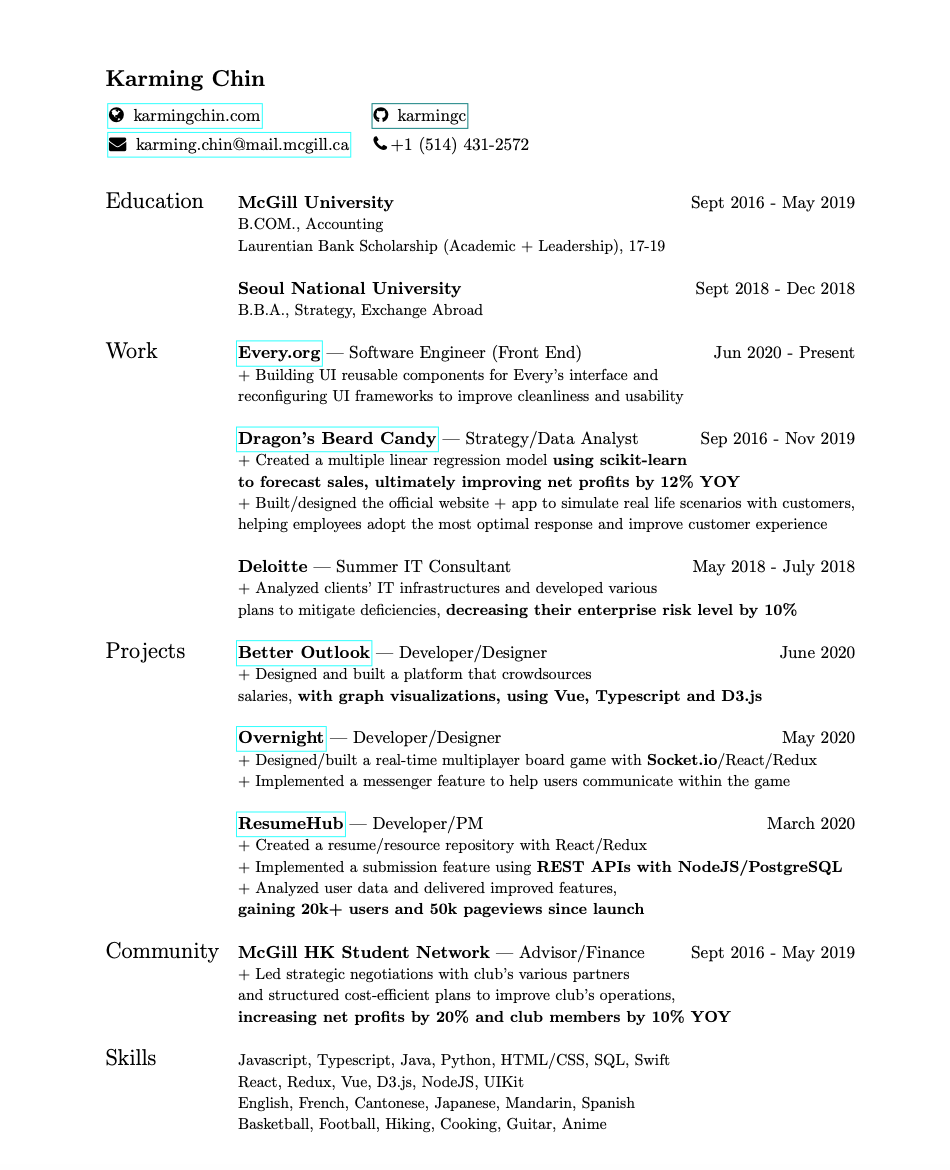 Karming Chin
karmingchin.com karmingc
karming.chin@mail.mcgill.ca +1 (514) 431-2572
Education McGill University Sept 2016 - May 2019
B.COM., Accounting
Laurentian Bank Scholarship (Academic + Leadership), 17-19
Seoul National University Sept 2018 - Dec 2018
B.B.A., Strategy, Exchange Abroad
Work Every.org — Software Engineer (Front End) Jun 2020 - Present
+ Building UI reusable components for Every's interface and
reconfiguring UI frameworks to improve cleanliness and usability
Dragon's Beard Candy — Strategy/Data Analyst Sep 2016 - Nov 2019
+ Created a multiple linear regression model using scikit-learn
to forecast sales, ultimately improving net profits by 12% YOY
+ Built/designed the official website + app to simulate real life scenarios with customers,
helping employees adopt the most optimal response and improve customer experience
Deloitte — Summer IT Consultant May 2018 - July 2018
+ Analyzed clients' IT infrastructures and developed various
plans to mitigate deficiencies, decreasing their enterprise risk level by 10%
Projects Better Outlook — Developer/Designer June 2020
+ Designed and built a platform that crowdsources
salaries, with graph visualizations, using Vue, Typescript and D3.js
Overnight — Developer/Designer May 2020
+ Designed/built a real-time multiplayer board game with Socket.io/React/Redux
+ Implemented a messenger feature to help users communicate within the game
ResumeHub — Developer/PM March 2020
+ Created a resume/resource repository with React/Redux
+ Implemented a submission feature using REST APIs with NodeJS/PostgreSQL
+ Analyzed user data and delivered improved features,
gaining 20k+ users and 50k pageviews since launch
Community McGill HK Student Network — Advisor/Finance Sept 2016 - May 2019
+ Led strategic negotiations with club's various partners
and structured cost-efficient plans to improve club's operations,
increasing net profits by 20% and club members by 10% YOY
Skills Javascript, Typescript, Java, Python, HTML/CSS, SQL, Swift
React, Redux, Vue, D3.js, NodeJS, UIKit
English, French, Cantonese, Japanese, Mandarin, Spanish
Basketball, Football, Hiking, Cooking, Guitar, Anime